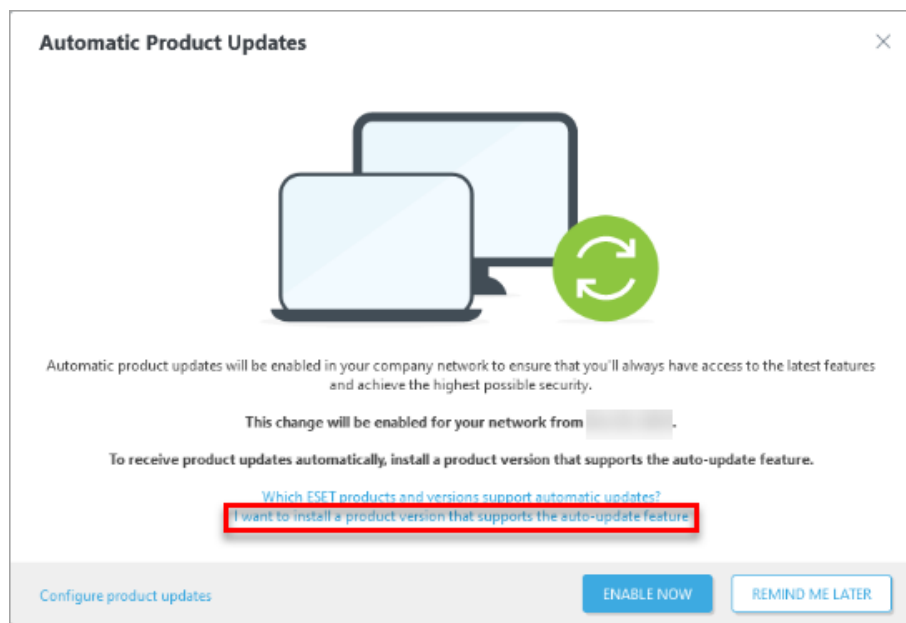 Automatic Product Updates
Automatic product updates will be enabled in your company network to ensure that you'll always have access to the latest features
and achieve the highest possible security.
This change will be enabled for your network from .
To receive product updates automatically, install a product version that supports the auto-update feature.
Which ESET products and versions support automatic updates?
I want to install a product version that supports the auto-update feature
Configure product updates
ENABLE NOW
REMIND ME LATER